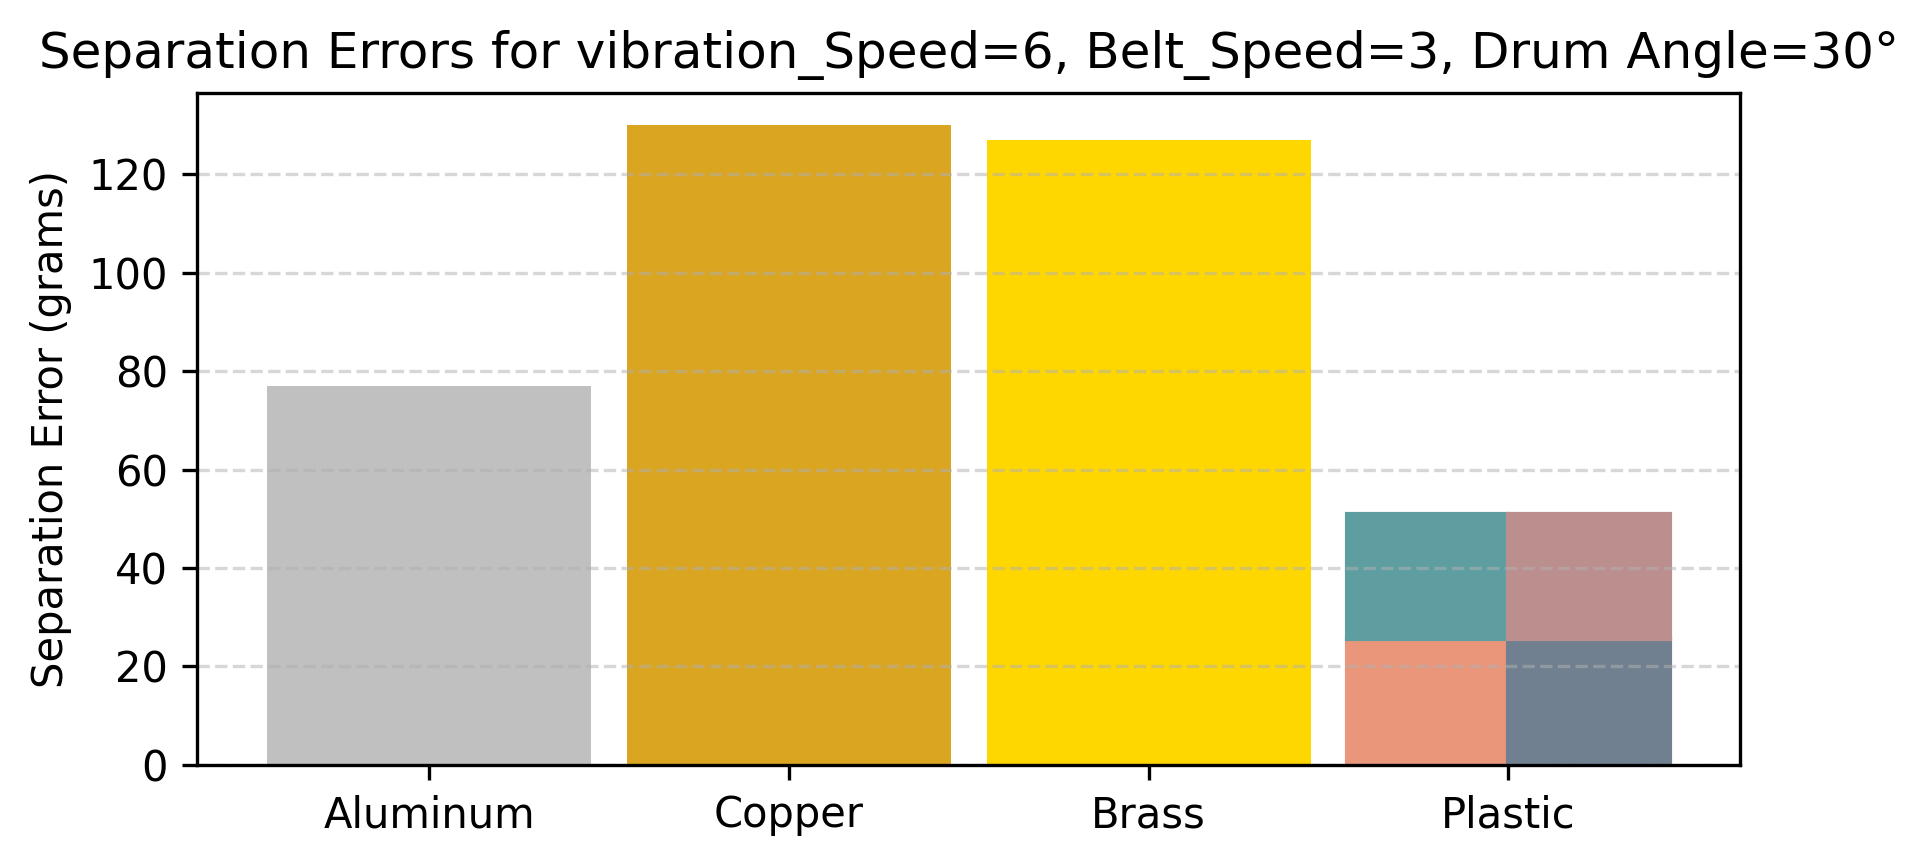 Separation Errors for vibration_Speed=6, Belt_Speed=3, Drum Angle=30°
Separation Error (grams)
120
100
80
60
40
20
0
Aluminum
Copper
Brass
Plastic